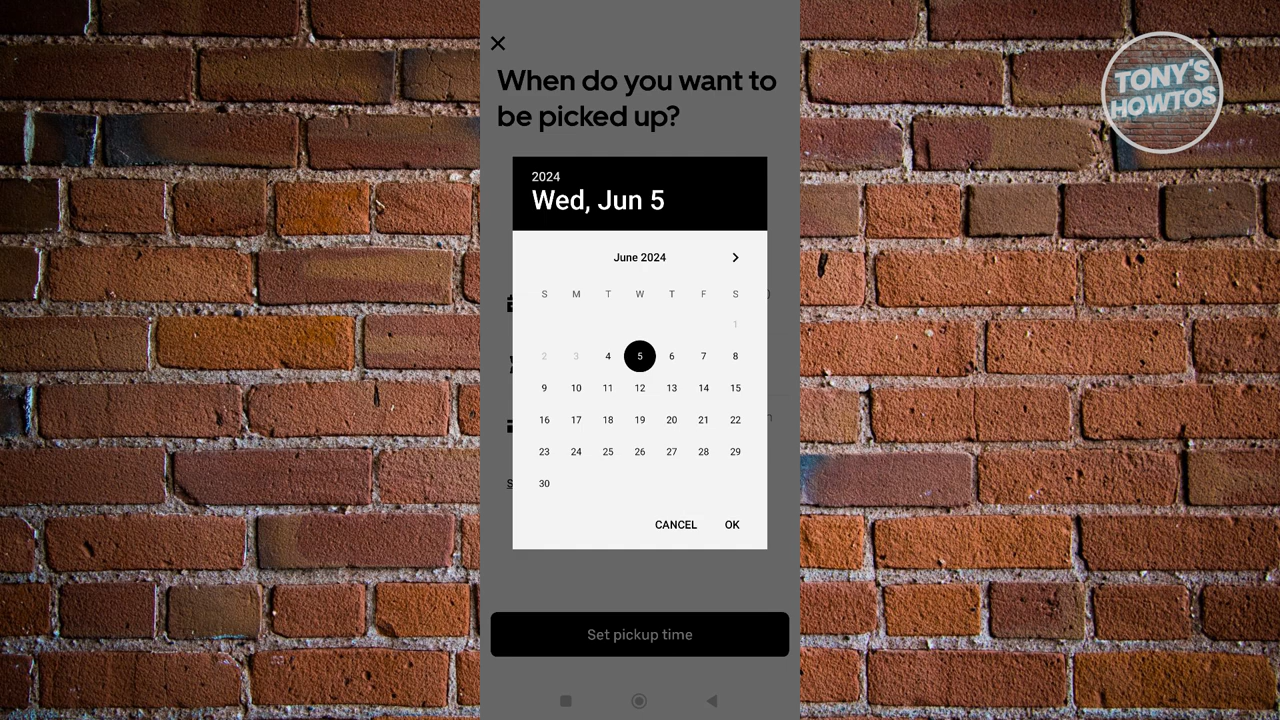 TONY'S
HOWTOS
When do you want to
be picked up?
2024
Wed, Jun 5
June 2024
S M T W T F S
1
2 3 4 5 6 7 8
9 10 11 12 13 14 15
16 17 18 19 20 21 22
23 24 25 26 27 28 29
30
CANCEL OK
Set pickup time